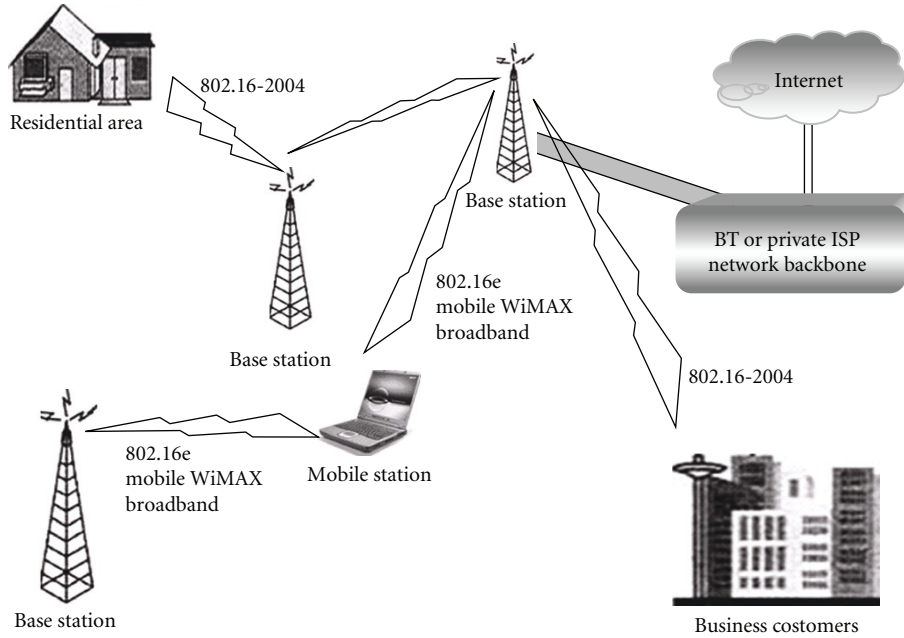 802.16-2004
Internet
Residential area
Base station
BT or private ISP
network backbone
802.16e
mobile WiMAX
broadband
Base station
802.16-2004
802.16e
mobile WiMAX
broadband
Mobile station
Base station
Business costomers